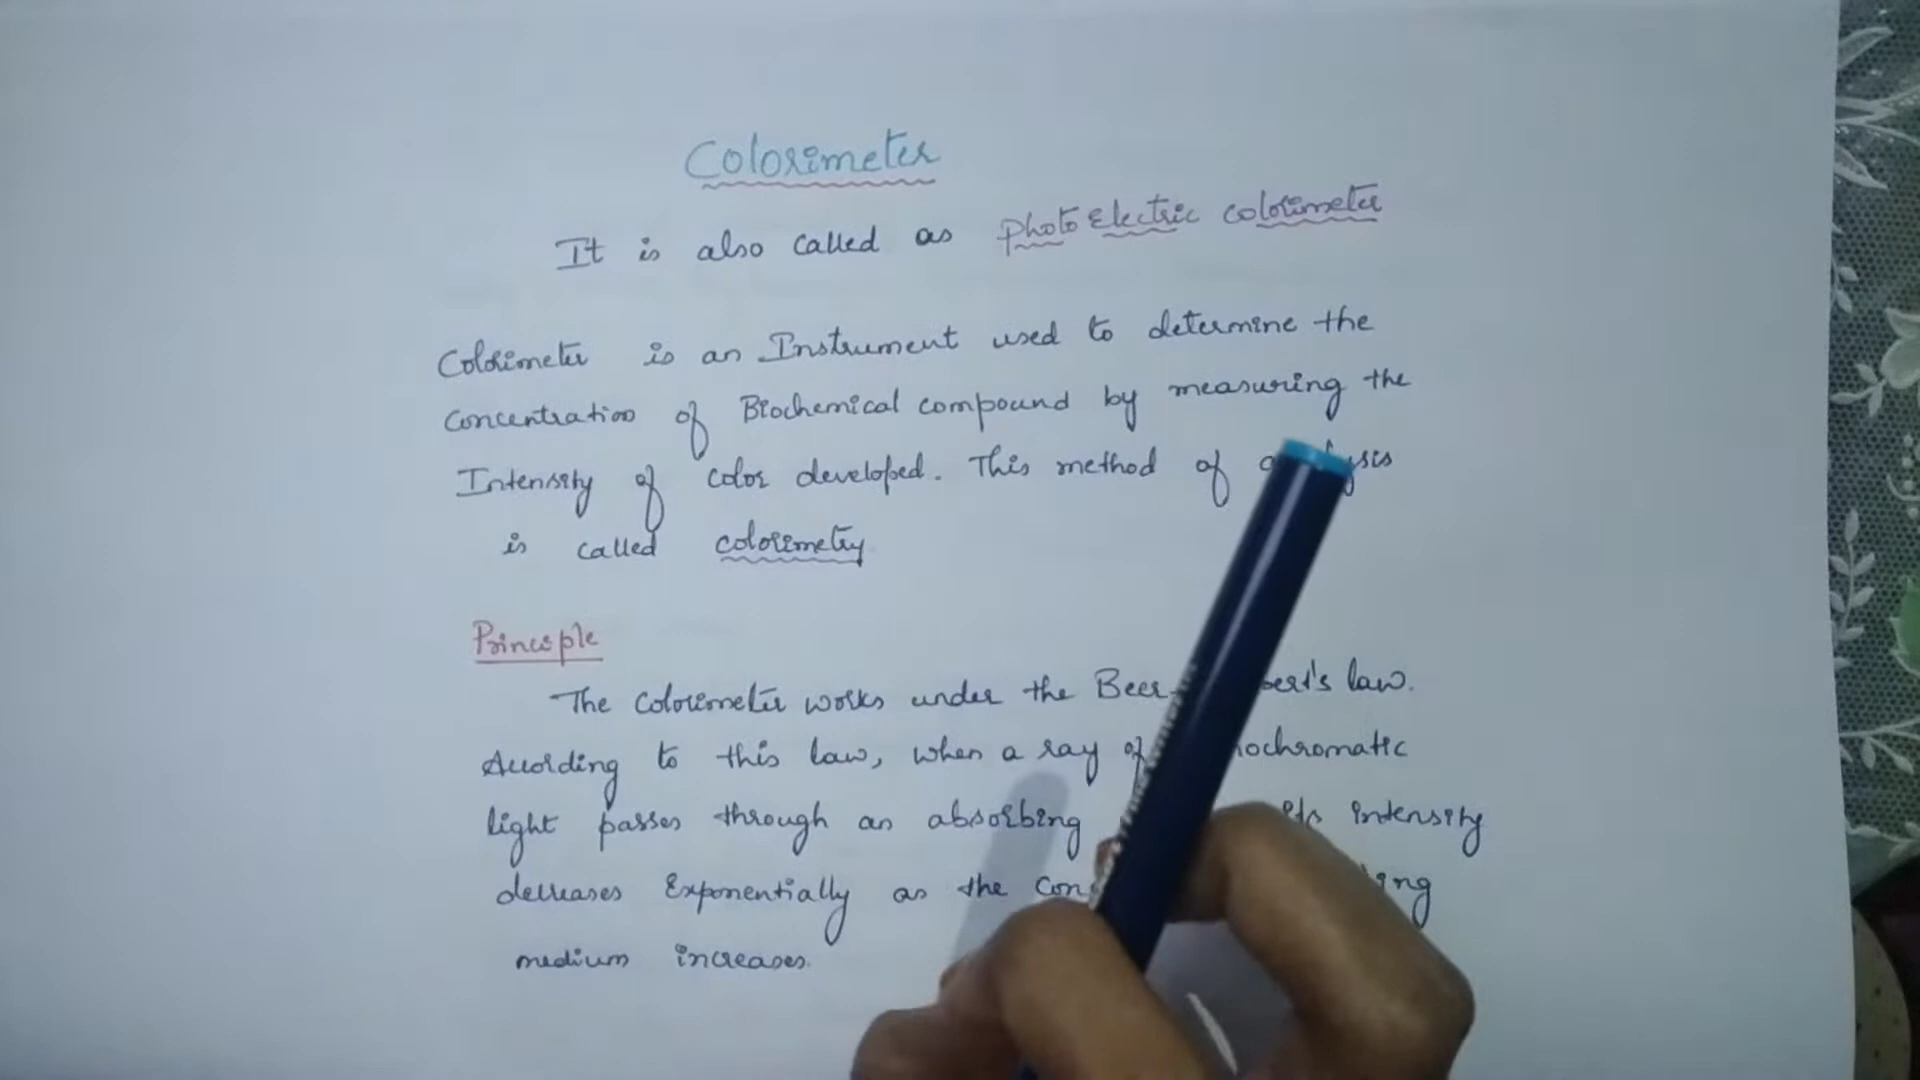 Colorimeter
It is also called as Photo Electric colorimeter
Colorimeter is an Instrument used to determine the
Concentration of Biochemical compound by measuring the
Intensity of color developed. This method of
is called colorimetry
Principle
The Colorimeter works under the Beer law.
According to this law, when a ray of
light passes through an absorbing its intensity
decreases Exponentially as the
medium increases.